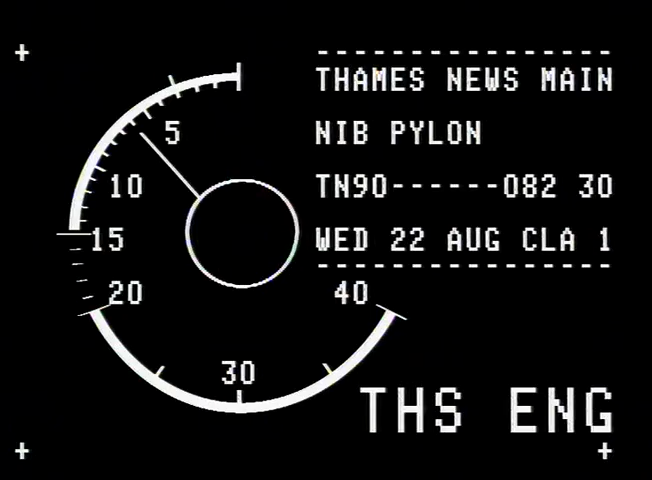 THAMES NEWS MAIN
NIB PYLON
TN90------082 30
WED 22 AUG CLA 1
5
10
15
20
30
40
THS ENG